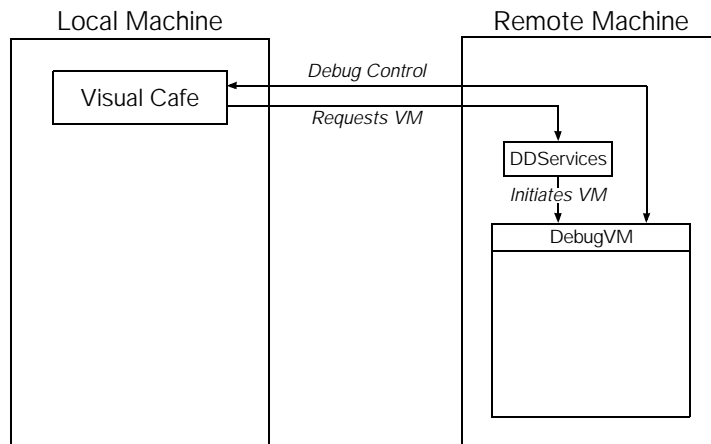 Local Machine
Remote Machine
Debug Control
Visual Cafe
Requests VM
DDServices
Initiates VM
DebugVM